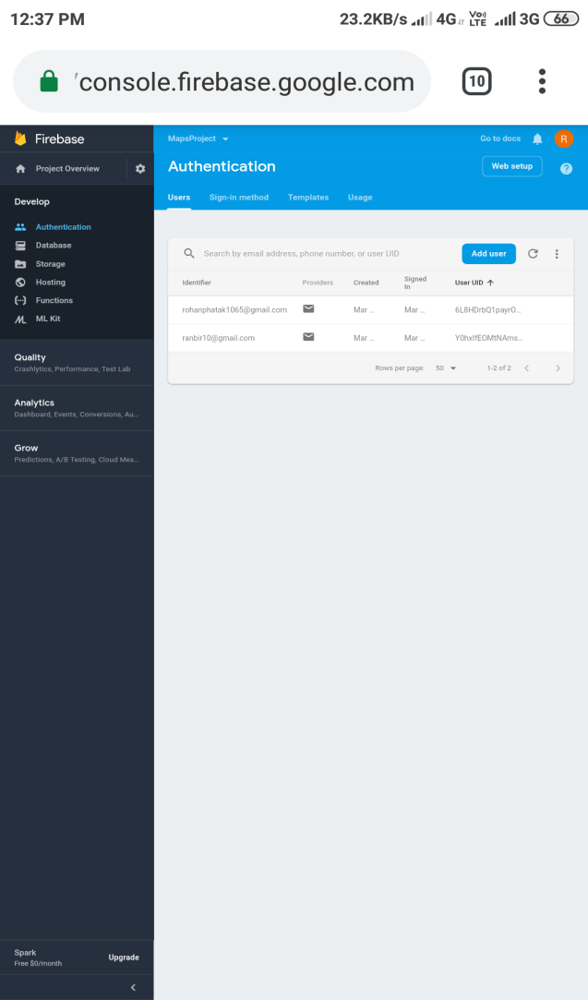 12:37 PM 23.2KB/s 4G Vo)) LTE 3G 66
console.firebase.google.com 10
Firebase
Project Overview
Develop
Authentication
Database
Storage
Hosting
Functions
ML Kit
Quality
Crashlytics, Performance, Test Lab
Analytics
Dashboard, Events, Conversions, Au...
Grow
Predictions, A/B Testing, Cloud Mes...
Spark
Free $0/month
Upgrade
MapsProject Go to docs R
Authentication Web setup ?
Users Sign-in method Templates Usage
Search by email address, phone number, or user UID Add user
Identifier Providers Created Signed In User UID
rohanphatak1065@gmail.com Mar ... Mar ... 6L8HDrbQ1payrO...
ranbir10@gmail.com Mar ... Mar ... Y0hxIfEOMtNAms...
Rows per page: 50 1-2 of 2